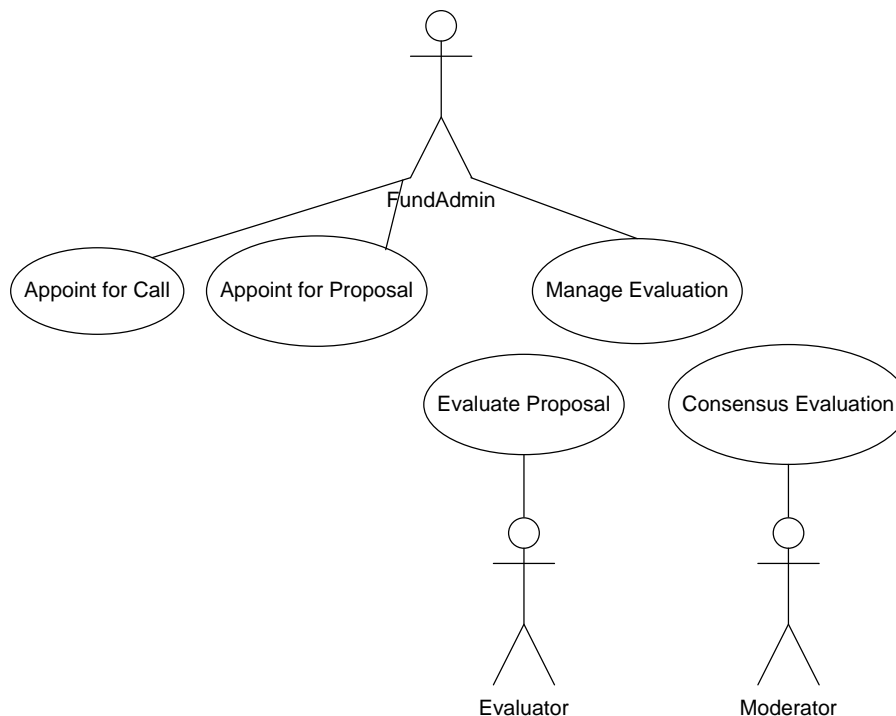 FundAdmin
Appoint for Call
Appoint for Proposal
Manage Evaluation
Evaluate Proposal
Consensus Evaluation
Evaluator
Moderator